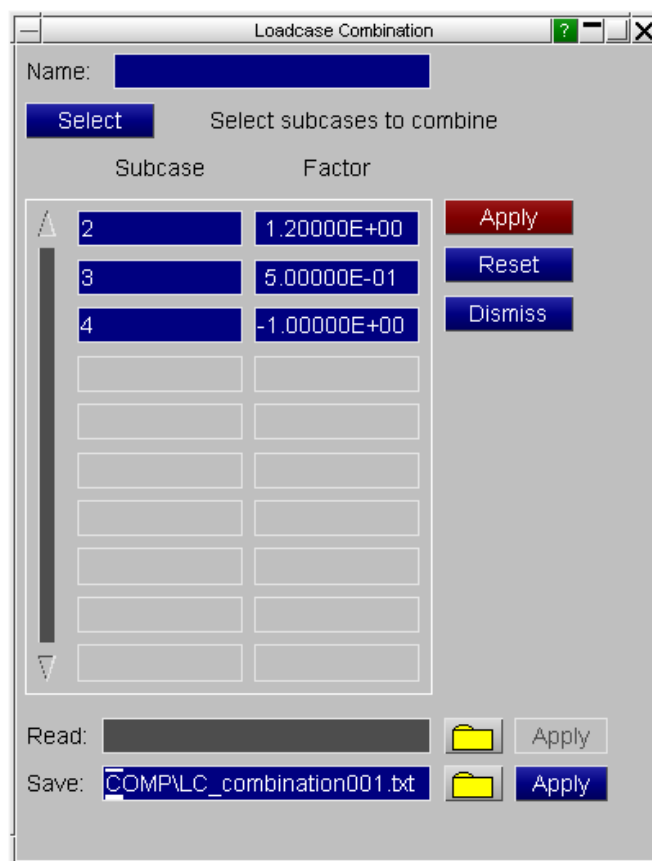 Loadcase Combination ?
Name:
Select Select subcases to combine
Subcase Factor
2 1.20000E+00 Apply
3 5.00000E-01 Reset
4 -1.00000E+00 Dismiss
Read: Apply
Save: COMP\LC_combination001.txt Apply